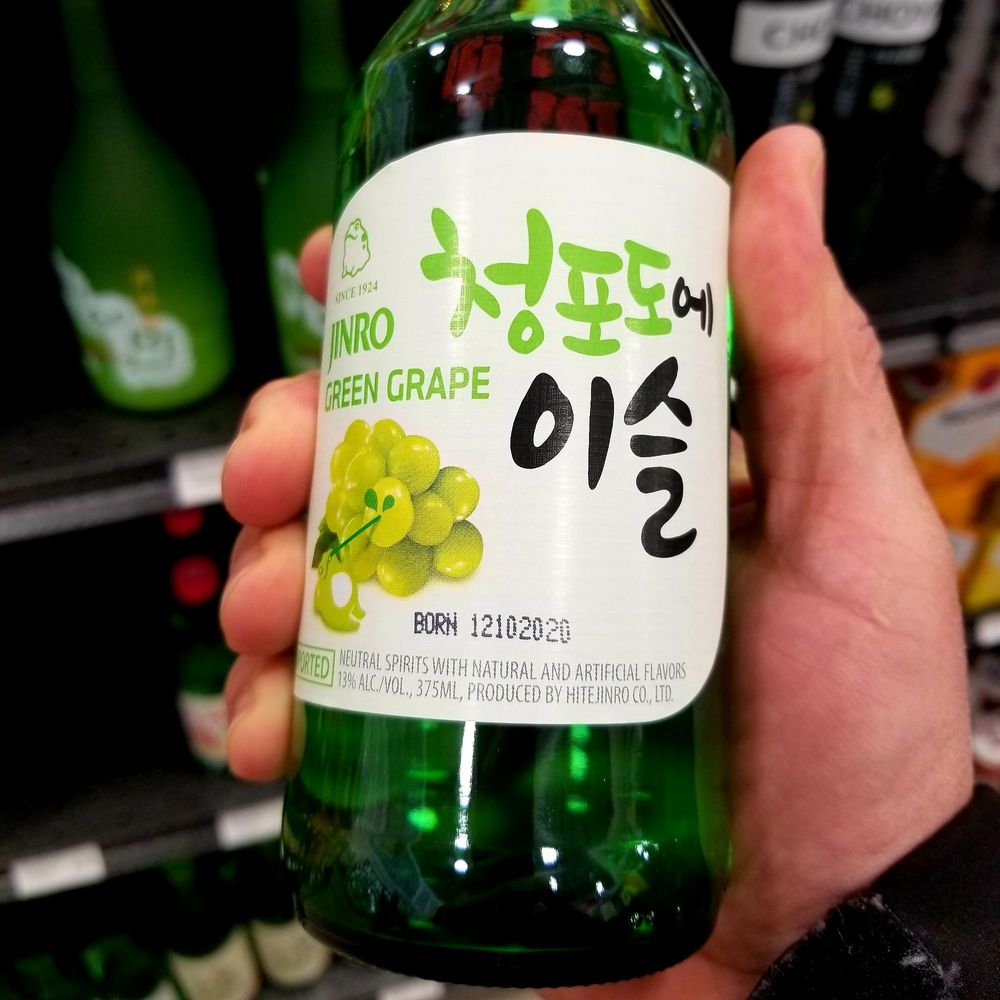 SINCE 1924
JINRO
GREEN GRAPE
청포도에
이슬
BORN 12102020
NEUTRAL SPIRITS WITH NATURAL AND ARTIFICIAL FLAVORS
13% ALC./VOL., 375ML, PRODUCED BY HITEJINRO CO., LTD.